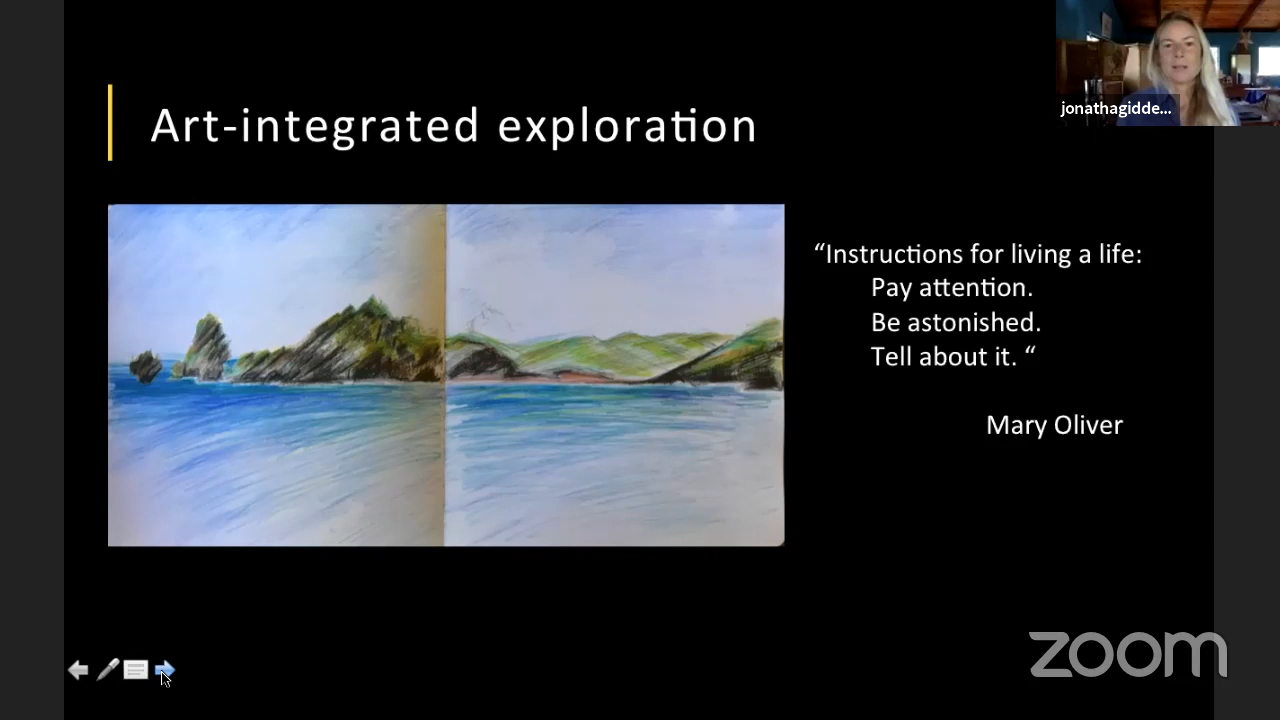 jonathagidde...
Art-integrated exploration
“Instructions for living a life:
Pay attention.
Be astonished.
Tell about it. “
Mary Oliver
zoom